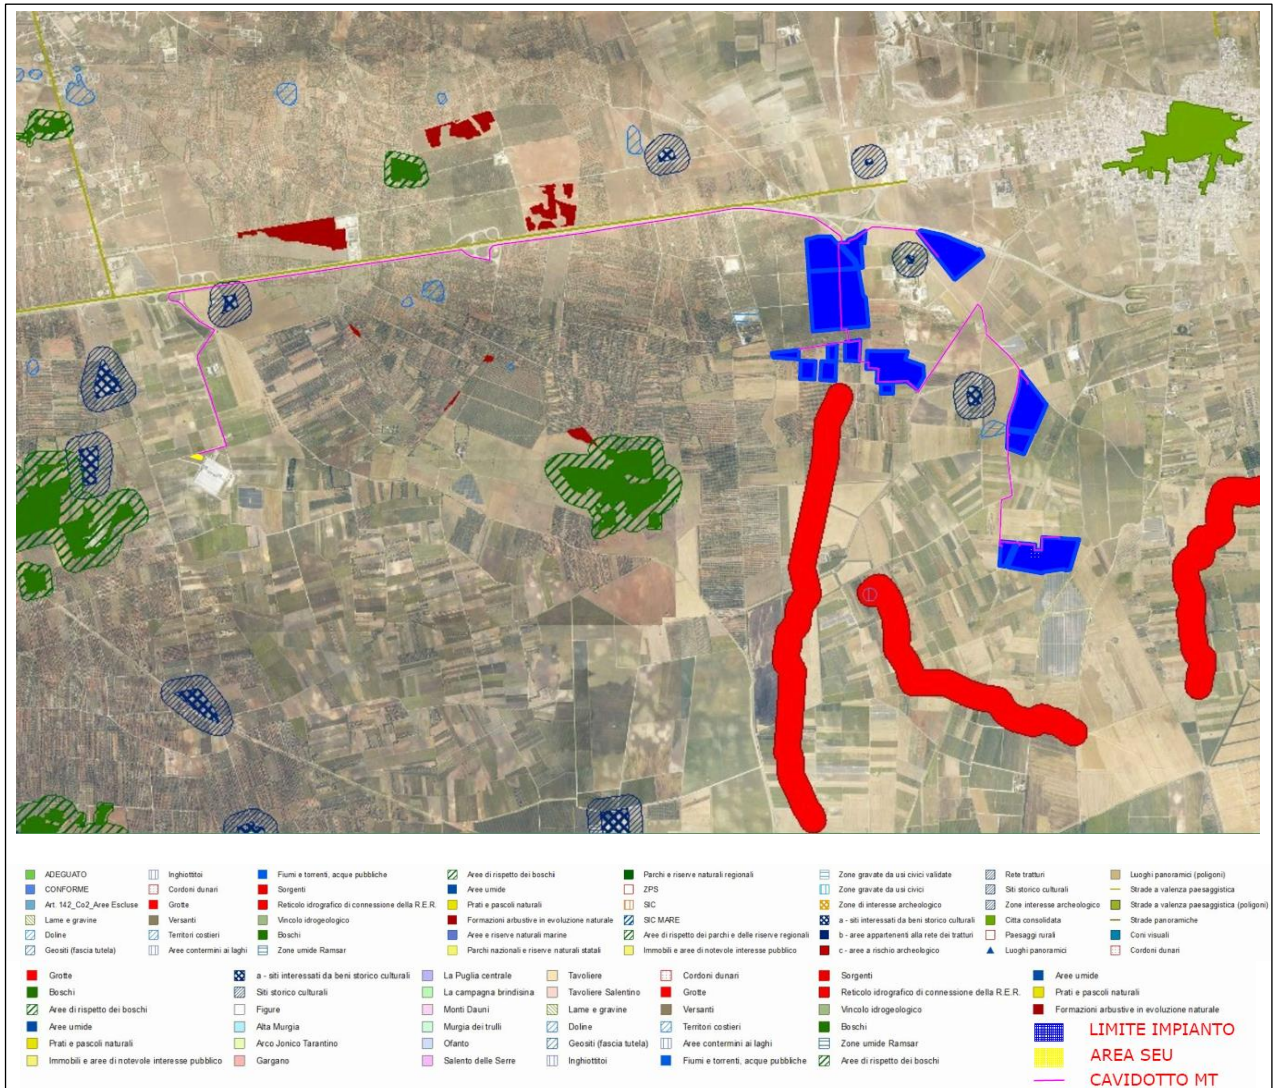 ADEGUATO Inghiottitoi Fiumi e torrenti, acque pubbliche Aree di rispetto dei boschi Parchi e riserve naturali regionali Zone gravate da usi civici validate Rete tratturi Luoghi panoramici (poligoni)
CONFORME Cordoni dunari Sorgenti Aree umide ZPS Zone gravate da usi civici Siti storico culturali Strade a valenza paesaggistica
Art. 142_Co2_Aree Escluse Grotte Reticolo idrografico di connessione della R.E.R. Prati e pascoli naturali SIC Zone di interesse archeologico Zone interesse archeologico Strade a valenza paesaggistica (poligoni)
Lame e gravine Versanti Vincolo idrogeologico Formazioni arbustive in evoluzione naturale SIC MARE a - siti interessati da beni storico culturali Citta consolidata Strade panoramiche
Doline Territori costieri Boschi Aree e riserve naturali marine Aree di rispetto dei parchi e delle riserve regionali b - aree appartenenti alla rete dei tratturi Paesaggi rurali Coni visuali
Geositi (fascia tutela) Aree contermini ai laghi Zone umide Ramsar Parchi nazionali e riserve naturali statali Immobili e aree di notevole interesse pubblico c - aree a rischio archeologico Luoghi panoramici Cordoni dunari
Grotte a - siti interessati da beni storico culturali La Puglia centrale Tavoliere Cordoni dunari Sorgenti Aree umide
Boschi Siti storico culturali La campagna brindisina Tavoliere Salentino Grotte Reticolo idrografico di connessione della R.E.R. Prati e pascoli naturali
Aree di rispetto dei boschi Figure Monti Dauni Lame e gravine Versanti Vincolo idrogeologico Formazioni arbustive in evoluzione naturale
Aree umide Alta Murgia Murgia dei trulli Doline Territori costieri Boschi LIMITE IMPIANTO
Prati e pascoli naturali Arco Jonico Tarantino Ofanto Geositi (fascia tutela) Aree contermini ai laghi Zone umide Ramsar AREA SEU
Immobili e aree di notevole interesse pubblico Gargano Salento delle Serre Inghiottitoi Fiumi e torrenti, acque pubbliche Aree di rispetto dei boschi CAVIDOTTO MT